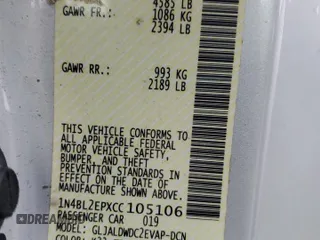 4585 LB
GAWR FR.: 1086 KG
2394 LB
GAWR RR.: 993 KG
2189 LB
THIS VEHICLE CONFORMS TO
ALL APPLICABLE FEDERAL
MOTOR VEHICLE SAFETY,
BUMPER, AND THEFT
PREVENTION STANDARDS IN
EFFECT ON THE DATE OF
MANUFACTURE SHOWN ABOVE.
1N4BL2EPXCC105106
PASSENGER CAR 019
MODEL: GLJALDWDC2EVAP-DCN
COLOR: K23